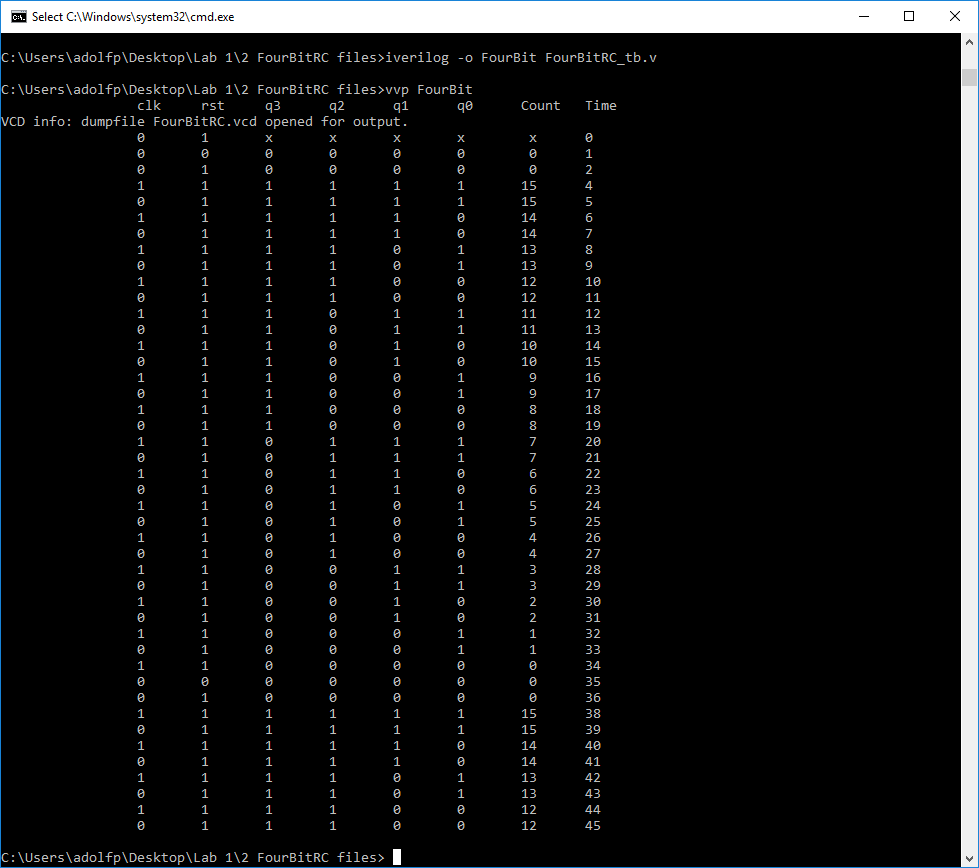 Select C:\Windows\system32\cmd.exe
C:\Users\adolfp\Desktop\Lab 1\2 FourBitRC files>iverilog -o FourBit FourBitRC_tb.v
C:\Users\adolfp\Desktop\Lab 1\2 FourBitRC files>vvp FourBit
clk rst q3 q2 q1 q0 Count Time
VCD info: dumpfile FourBitRC.vcd opened for output.
0 1 x x x x x 0
0 0 0 0 0 0 0 1
0 1 0 0 0 0 0 2
1 1 1 1 1 1 15 4
0 1 1 1 1 1 15 5
1 1 1 1 1 0 14 6
0 1 1 1 1 0 14 7
1 1 1 1 0 1 13 8
0 1 1 1 0 1 13 9
1 1 1 1 0 0 12 10
0 1 1 1 0 0 12 11
1 1 1 0 1 1 11 12
0 1 1 0 1 1 11 13
1 1 1 0 1 0 10 14
0 1 1 0 1 0 10 15
1 1 1 0 0 1 9 16
0 1 1 0 0 1 9 17
1 1 1 0 0 0 8 18
0 1 1 0 0 0 8 19
1 1 0 1 1 1 7 20
0 1 0 1 1 1 7 21
1 1 0 1 1 0 6 22
0 1 0 1 1 0 6 23
1 1 0 1 0 1 5 24
0 1 0 1 0 1 5 25
1 1 0 1 0 0 4 26
0 1 0 1 0 0 4 27
1 1 0 0 1 1 3 28
0 1 0 0 1 1 3 29
1 1 0 0 1 0 2 30
0 1 0 0 1 0 2 31
1 1 0 0 0 1 1 32
0 1 0 0 0 1 1 33
1 1 0 0 0 0 0 34
0 0 0 0 0 0 0 35
0 1 0 0 0 0 0 36
1 1 1 1 1 1 15 38
0 1 1 1 1 1 15 39
1 1 1 1 1 0 14 40
0 1 1 1 1 0 14 41
1 1 1 1 0 1 13 42
0 1 1 1 0 1 13 43
1 1 1 1 0 0 12 44
0 1 1 1 0 0 12 45
C:\Users\adolfp\Desktop\Lab 1\2 FourBitRC files>